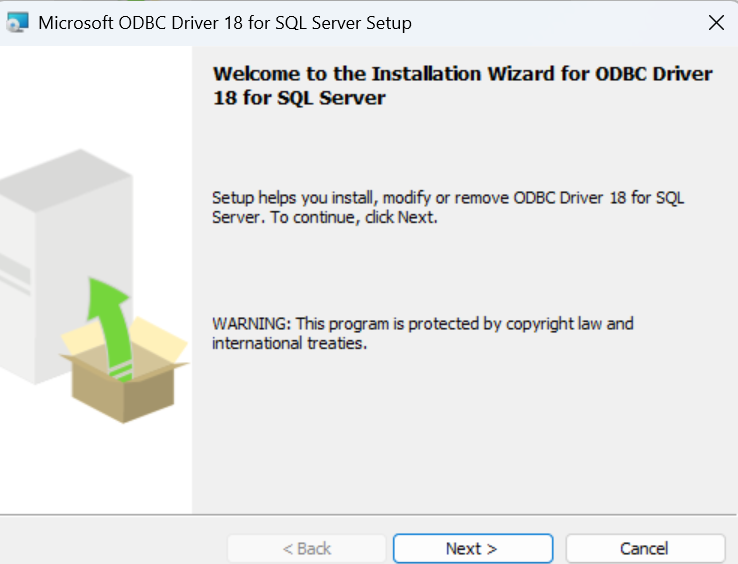 Microsoft ODBC Driver 18 for SQL Server Setup
Welcome to the Installation Wizard for ODBC Driver
18 for SQL Server
Setup helps you install, modify or remove ODBC Driver 18 for SQL
Server. To continue, click Next.
WARNING: This program is protected by copyright law and
international treaties.
< Back
Next >
Cancel